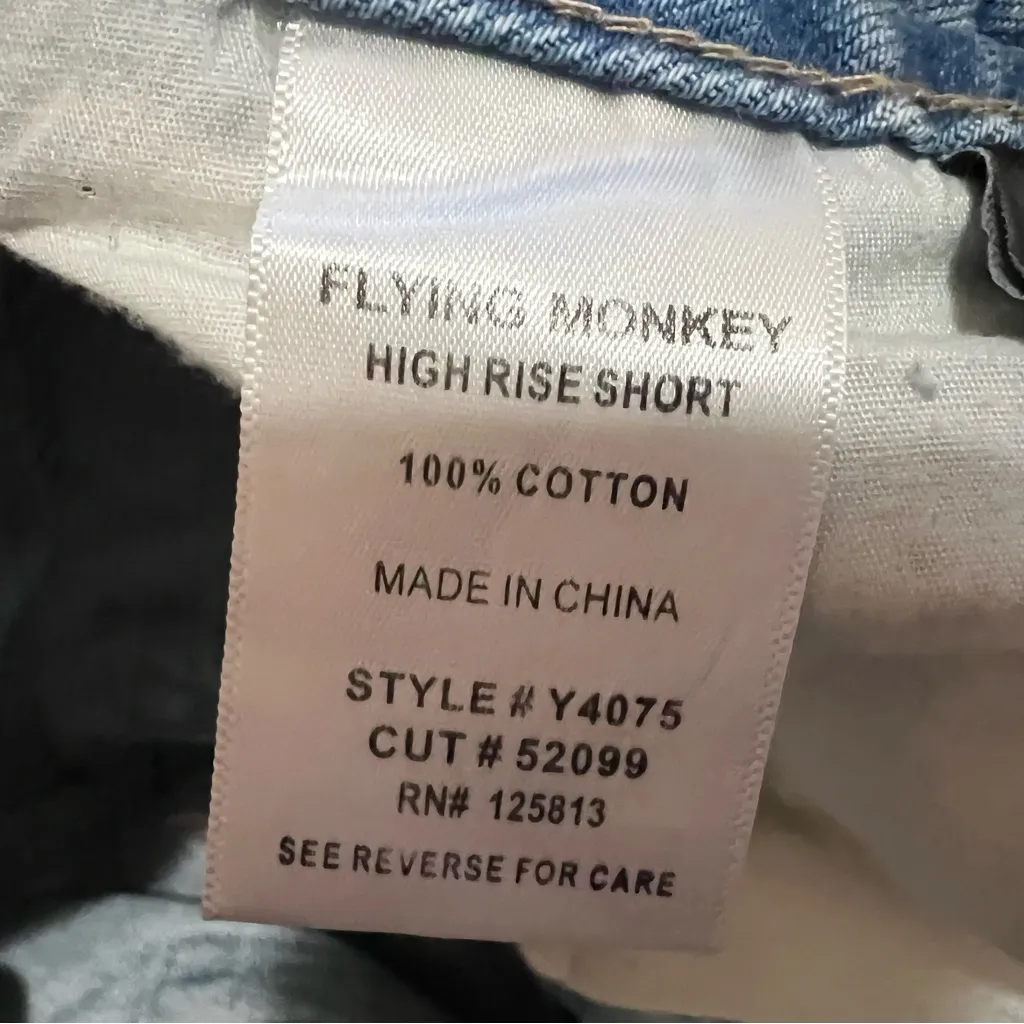 FLYING MONKEY
HIGH RISE SHORT
100% COTTON
MADE IN CHINA
STYLE # Y4075
CUT # 52099
RN# 125813
SEE REVERSE FOR CARE